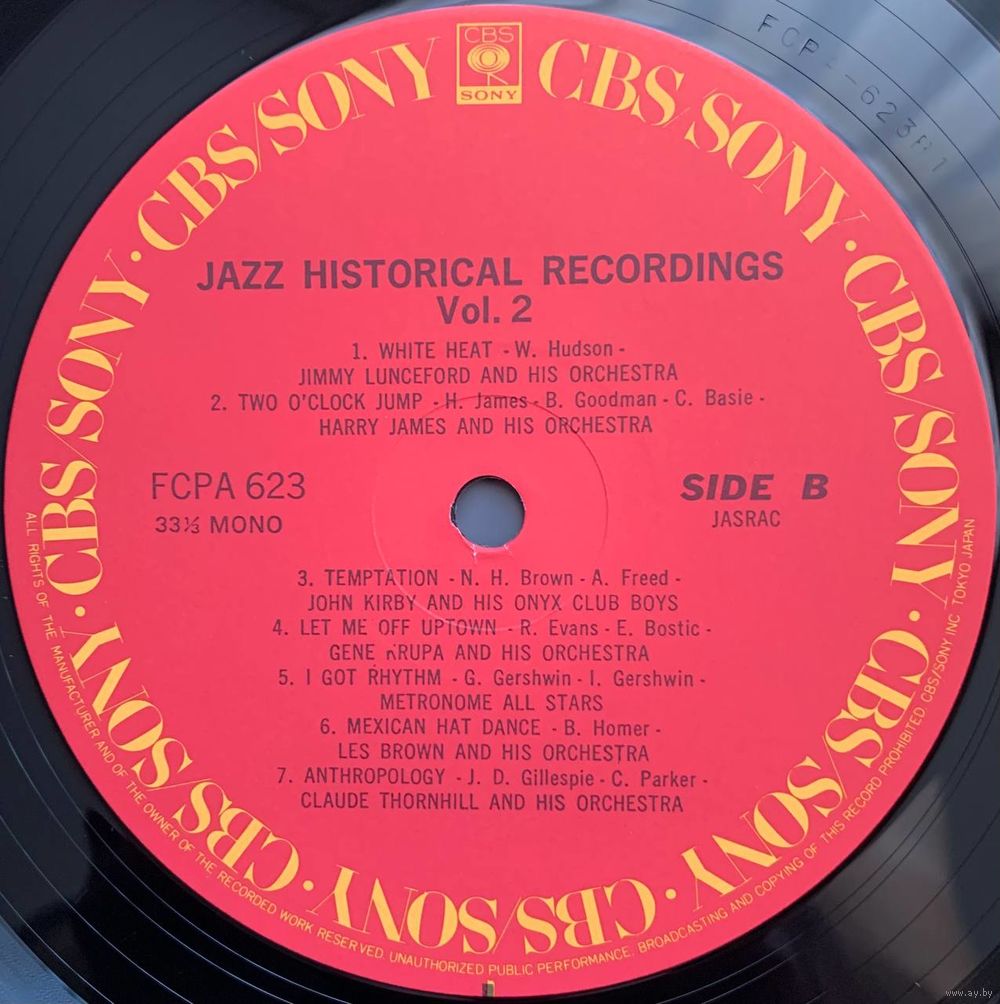 CBS
SONY
CBS/SONY · CBS/SONY · CBS/SONY · CBS/SONY · CBS/SONY · CBS/SONY · CBS/SONY · CBS/SONY · CBS/SONY
JAZZ HISTORICAL RECORDINGS
Vol. 2
1. WHITE HEAT - W. Hudson -
JIMMY LUNCEFORD AND HIS ORCHESTRA
2. TWO O'CLOCK JUMP - H. James - B. Goodman - C. Basie -
HARRY JAMES AND HIS ORCHESTRA
FCPA 623
33⅓ MONO
SIDE B
JASRAC
3. TEMPTATION - N. H. Brown - A. Freed -
JOHN KIRBY AND HIS ONYX CLUB BOYS
4. LET ME OFF UPTOWN - R. Evans - E. Bostic -
GENE KRUPA AND HIS ORCHESTRA
5. I GOT RHYTHM - G. Gershwin - I. Gershwin -
METRONOME ALL STARS
6. MEXICAN HAT DANCE - B. Homer -
LES BROWN AND HIS ORCHESTRA
7. ANTHROPOLOGY - J. D. Gillespie - C. Parker -
CLAUDE THORNHILL AND HIS ORCHESTRA
ALL RIGHTS OF THE MANUFACTURER AND OF THE OWNER OF THE RECORDED WORK RESERVED. UNAUTHORIZED PUBLIC PERFORMANCE, BROADCASTING AND COPYING OF THIS RECORD PROHIBITED. CBS/SONY INC TOKYO JAPAN
www.ay.by